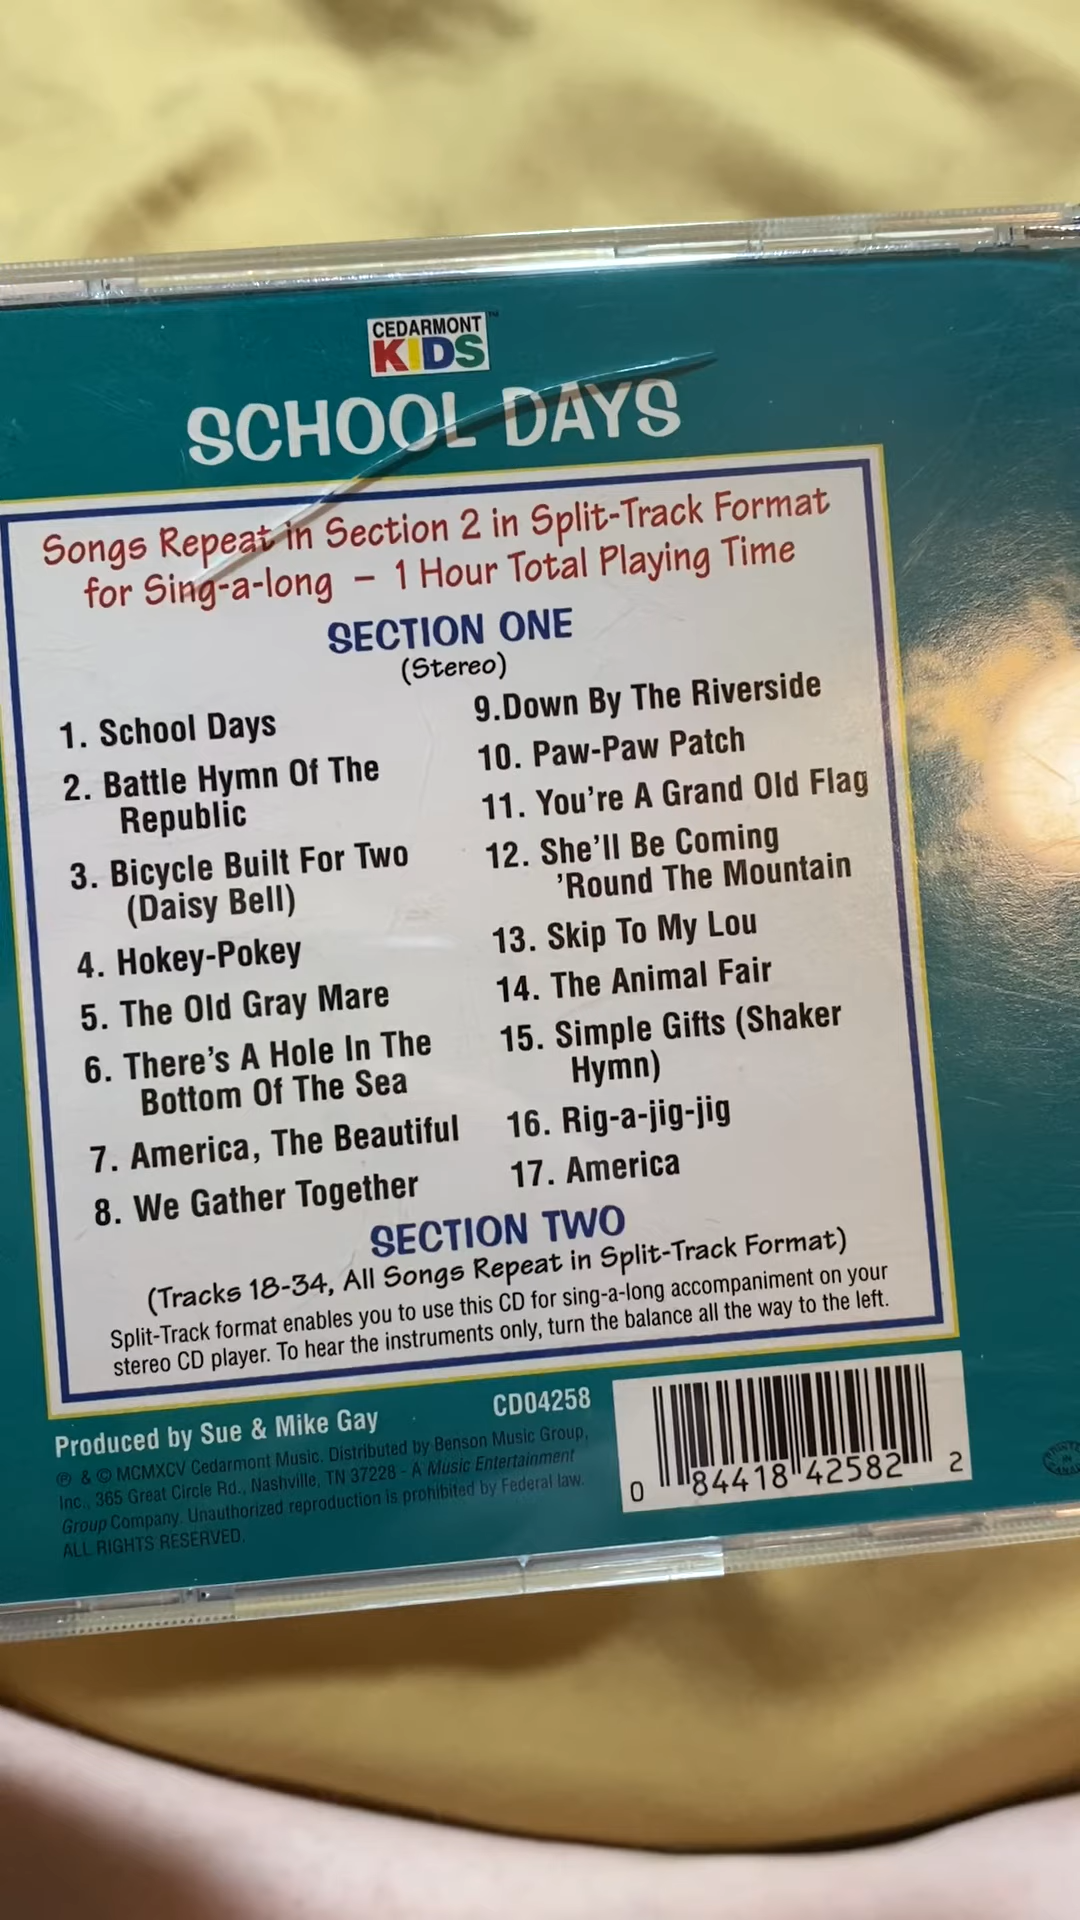 CEDARMONT
KIDS™
SCHOOL DAYS
Songs Repeat in Section 2 in Split-Track Format
for Sing-a-long – 1 Hour Total Playing Time
SECTION ONE
(Stereo)
1. School Days
2. Battle Hymn Of The
Republic
3. Bicycle Built For Two
(Daisy Bell)
4. Hokey-Pokey
5. The Old Gray Mare
6. There's A Hole In The
Bottom Of The Sea
7. America, The Beautiful
8. We Gather Together
9.Down By The Riverside
10. Paw-Paw Patch
11. You're A Grand Old Flag
12. She'll Be Coming
'Round The Mountain
13. Skip To My Lou
14. The Animal Fair
15. Simple Gifts (Shaker
Hymn)
16. Rig-a-jig-jig
17. America
SECTION TWO
(Tracks 18-34, All Songs Repeat in Split-Track Format)
Split-Track format enables you to use this CD for sing-a-long accompaniment on your
stereo CD player. To hear the instruments only, turn the balance all the way to the left.
Produced by Sue & Mike Gay
CD04258
℗ & © MCMXCV Cedarmont Music. Distributed by Benson Music Group,
Inc., 365 Great Circle Rd., Nashville, TN 37228 - A Music Entertainment
Group Company. Unauthorized reproduction is prohibited by Federal law.
ALL RIGHTS RESERVED.
0 84418 42582 2